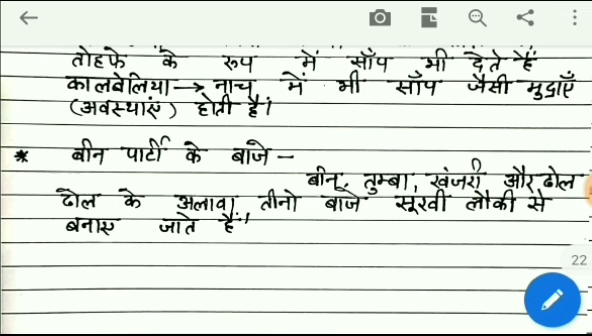 तोहफे के रूप में साँप भी देते हैं
कालबेलिया → नाच में भी साँप जैसी मुद्राएँ
(अवस्थाएं) होती हैं।
* बीन पार्टी के बाजे –
बीन, तुम्बा, खंजरी और ढोल
ढोल के अलावा तीनो बाजे सूखी लौकी से
बनाए जाते हैं।
22